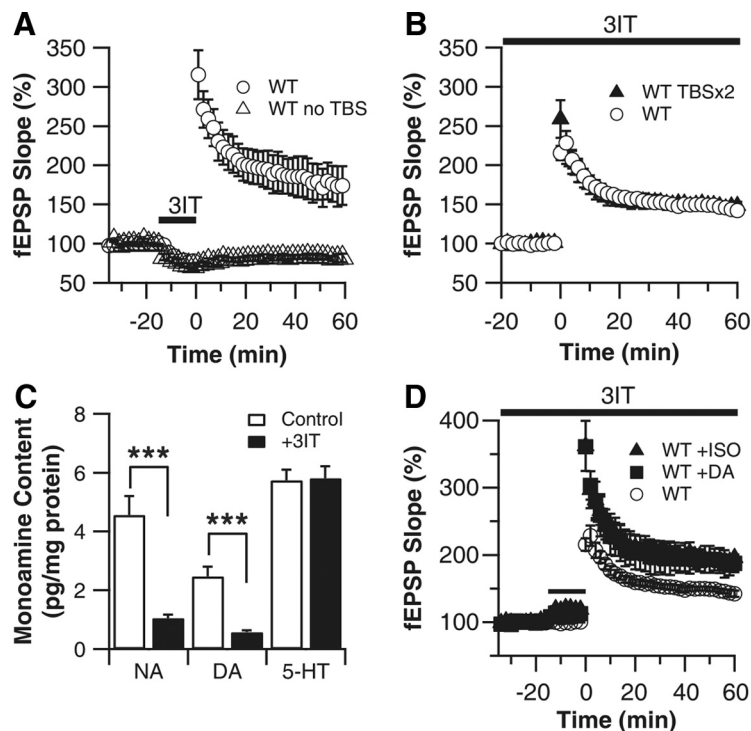 A
fEPSP Slope (%)
350
300
250
200
150
100
50
WT
WT no TBS
3IT
-20 0 20 40 60
Time (min)
B
3IT
fEPSP Slope (%)
350
300
250
200
150
100
50
WT TBSx2
WT
-20 0 20 40 60
Time (min)
C
Monoamine Content
(pg/mg protein)
8
6
4
2
0
Control
+3IT
***
***
NA DA 5-HT
D
3IT
fEPSP Slope (%)
400
300
200
100
WT +ISO
WT +DA
WT
-20 0 20 40 60
Time (min)